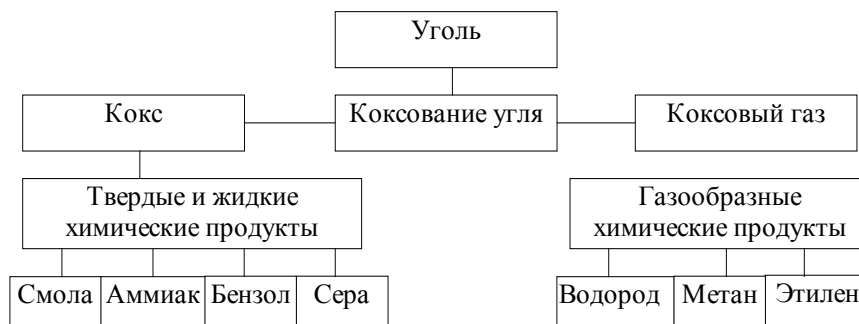 Уголь
Кокс
Коксование угля
Коксовый газ
Твердые и жидкие
химические продукты
Газообразные
химические продукты
Смола
Аммиак
Бензол
Сера
Водород
Метан
Этилен